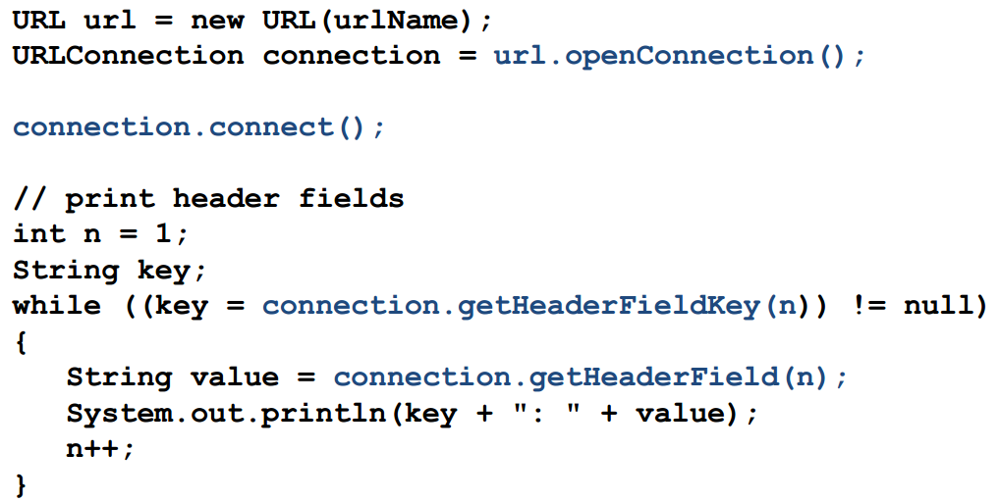 URL url = new URL(urlName);
URLConnection connection = url.openConnection();
connection.connect();
// print header fields
int n = 1;
String key;
while ((key = connection.getHeaderFieldKey(n)) != null)
{
String value = connection.getHeaderField(n);
System.out.println(key + ": " + value);
n++;
}